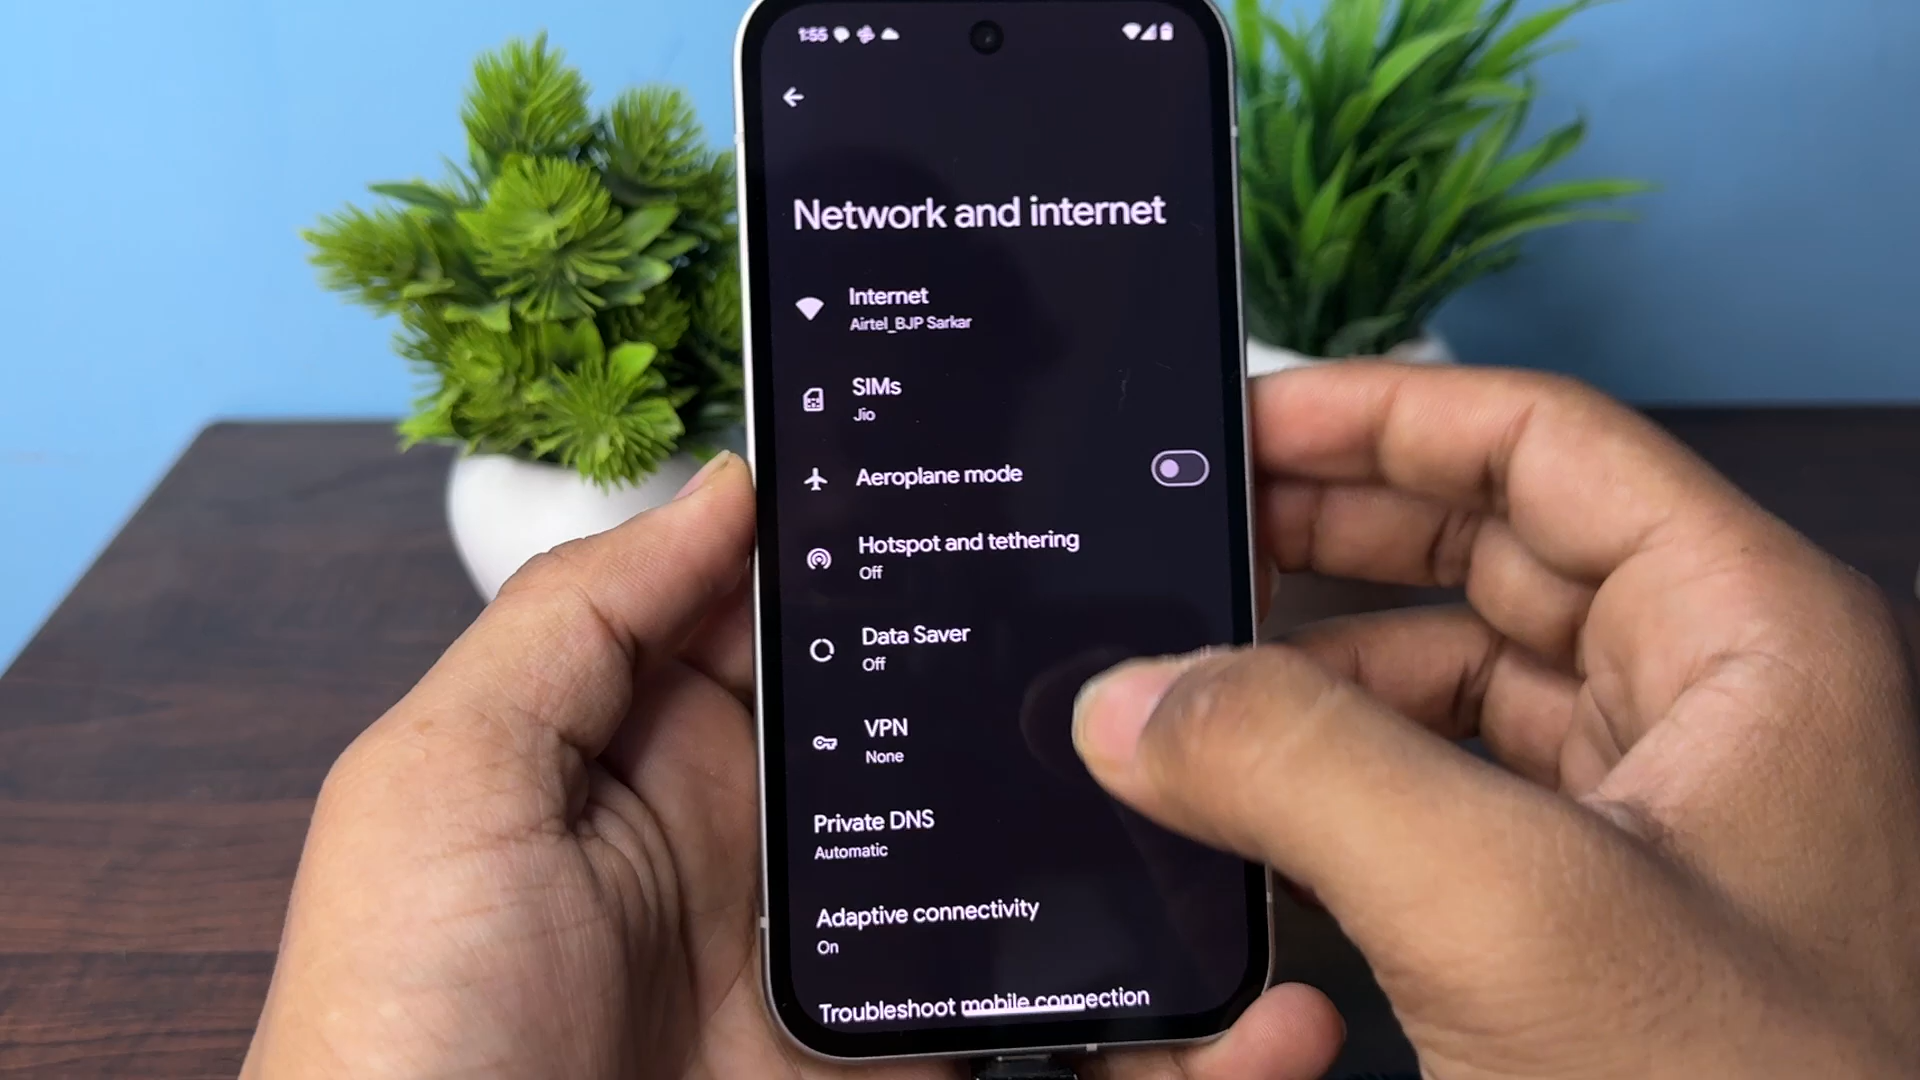 1:55
Network and internet
Internet
Airtel_BJP Sarkar
SIMs
Jio
Aeroplane mode
Hotspot and tethering
Off
Data Saver
Off
VPN
None
Private DNS
Automatic
Adaptive connectivity
On
Troubleshoot mobile connection